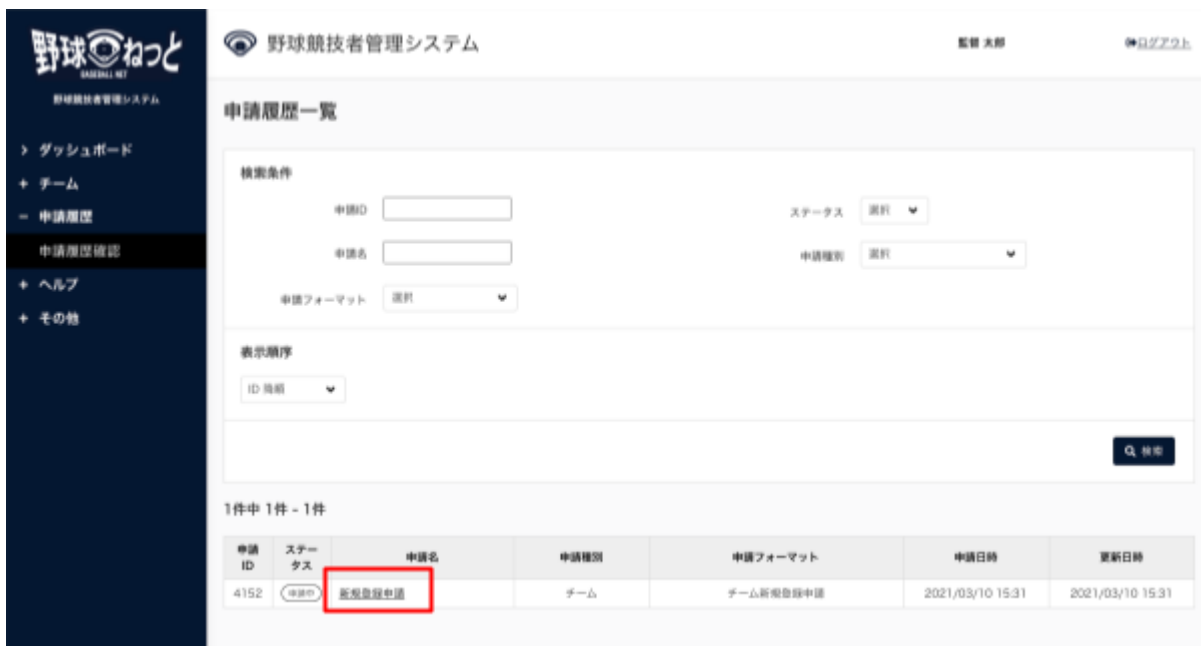 野球ねっと
BASEBALL NET
野球競技者管理システム
野球競技者管理システム
監督 太郎
ログアウト
> ダッシュボード
+ チーム
− 申請履歴
申請履歴確認
+ ヘルプ
+ その他
申請履歴一覧
検索条件
申請ID
ステータス 選択
申請名
申請種別 選択
申請フォーマット 選択
表示順序
ID 降順
検索
1件中 1件 - 1件
申請ID ステータス 申請名 申請種別 申請フォーマット 申請日時 更新日時
4152 申請中 新規登録申請 チーム チーム新規登録申請 2021/03/10 15:31 2021/03/10 15:31